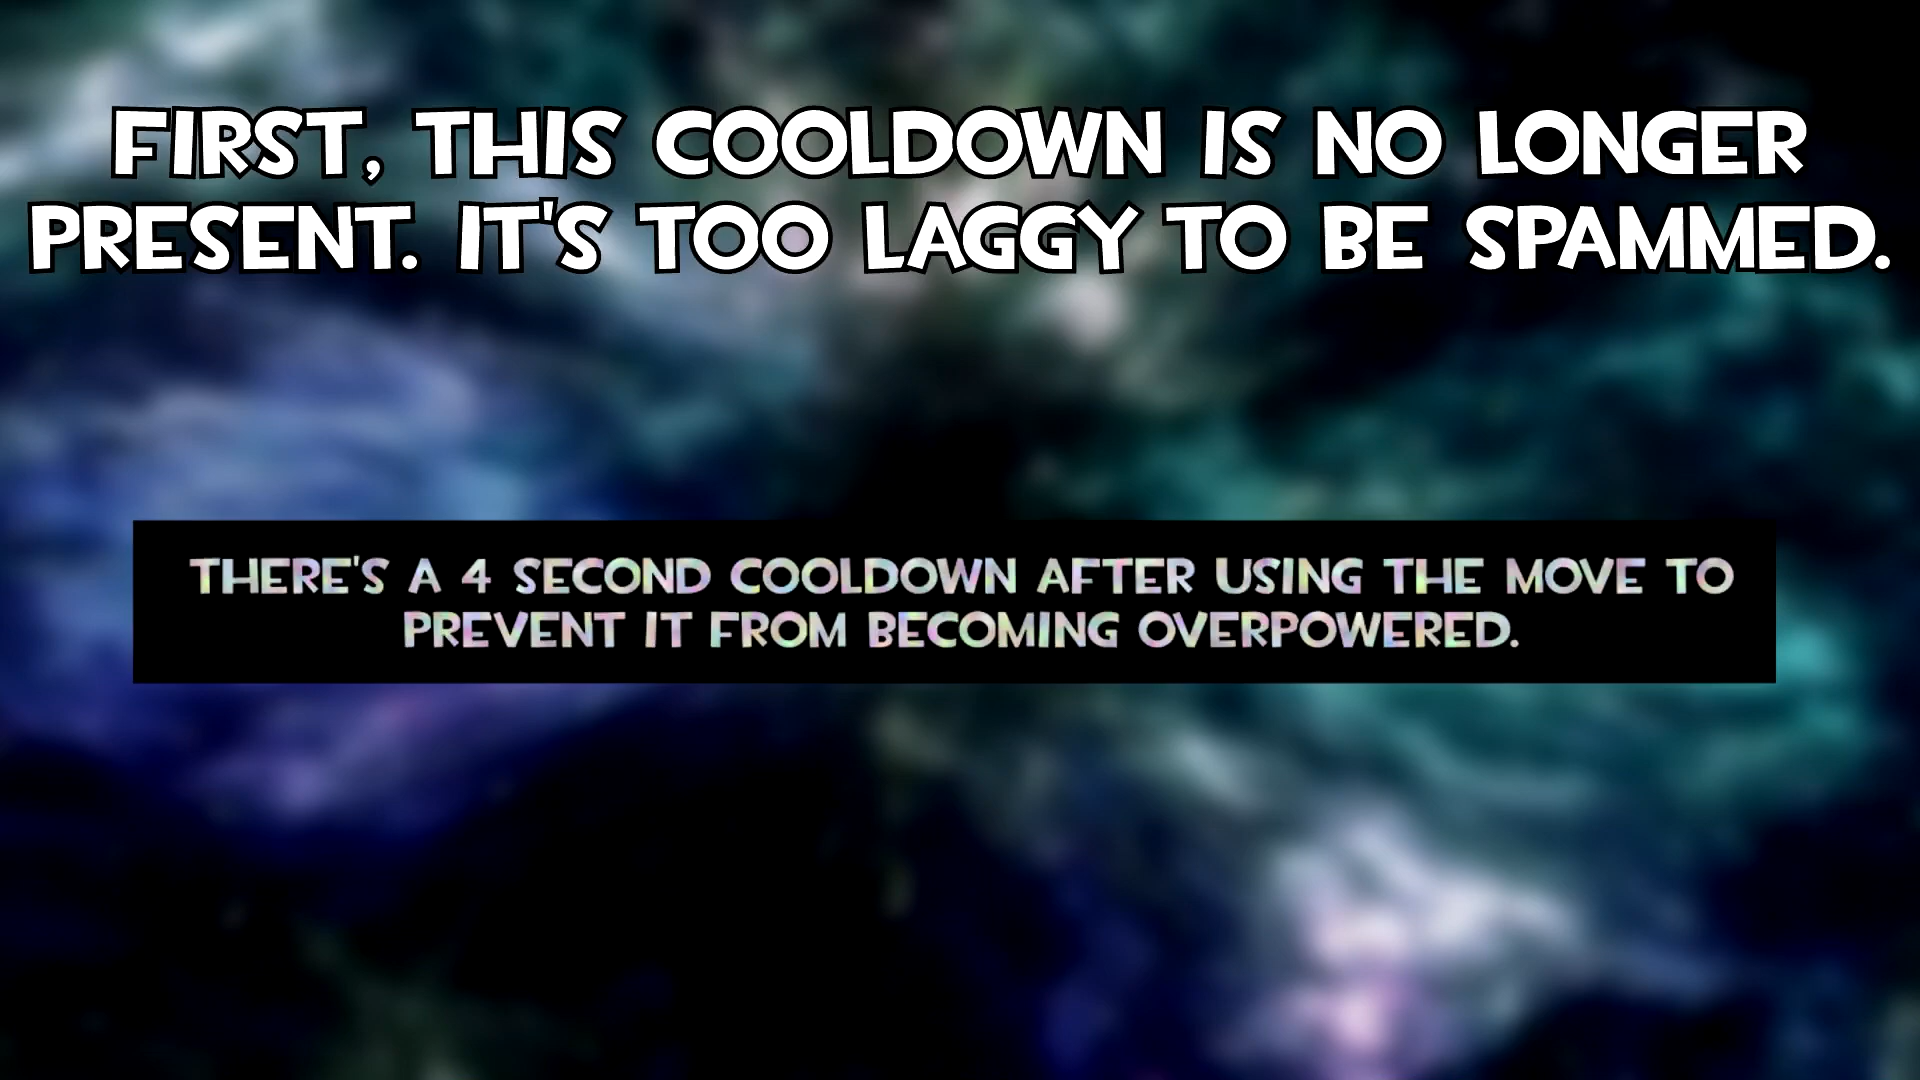 FIRST, THIS COOLDOWN IS NO LONGER
PRESENT. IT'S TOO LAGGY TO BE SPAMMED.
THERE'S A 4 SECOND COOLDOWN AFTER USING THE MOVE TO
PREVENT IT FROM BECOMING OVERPOWERED.